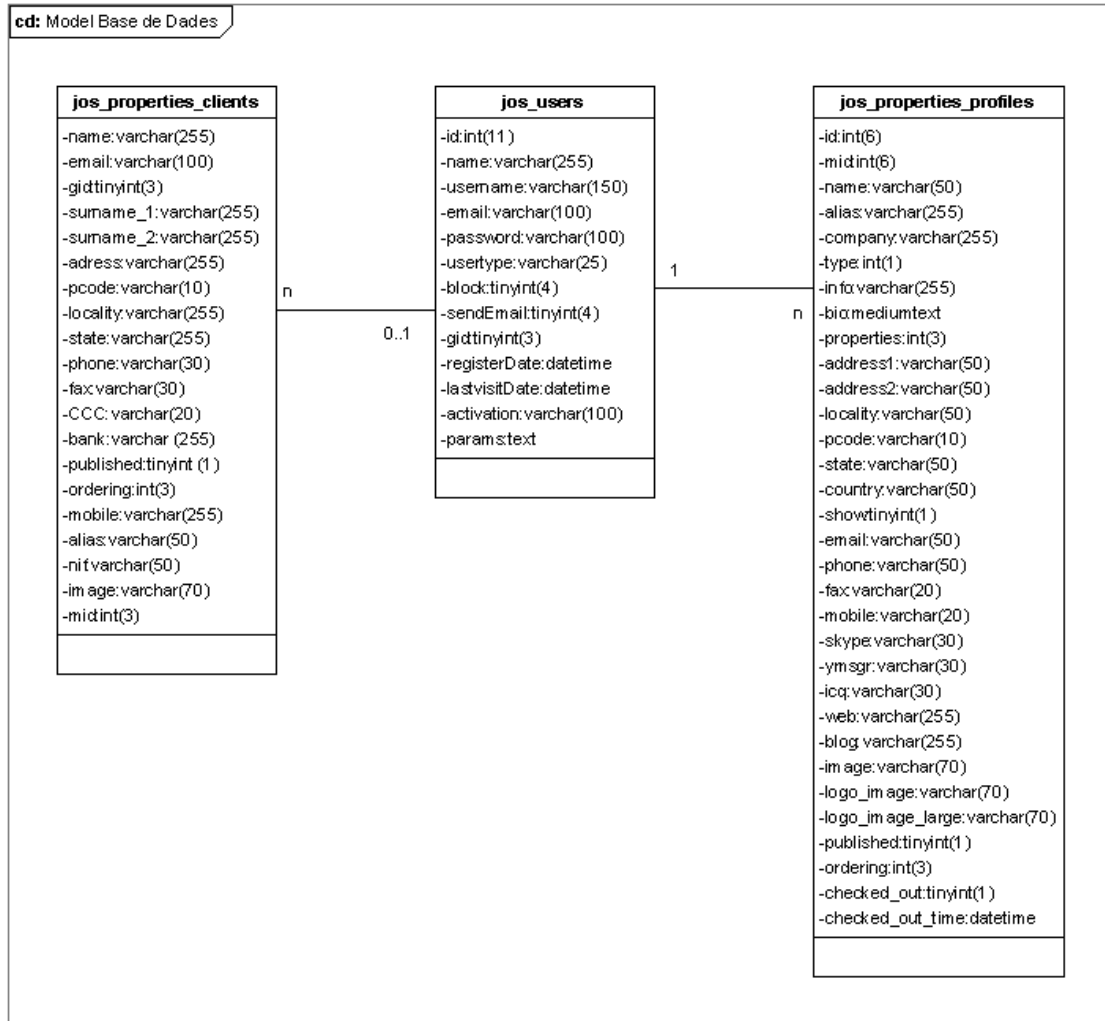 cd: Model Base de Dades
jos_properties_clients
-name:varchar(255)
-email:varchar(100)
-gid:tinyint(3)
-surname_1:varchar(255)
-surname_2:varchar(255)
-adress:varchar(255)
-pcode:varchar(10)
-locality:varchar(255)
-state:varchar(255)
-phone:varchar(30)
-fax:varchar(30)
-CCC:varchar(20)
-bank:varchar (255)
-published:tinyint (1)
-ordering:int(3)
-mobile:varchar(255)
-alias:varchar(50)
-nif:varchar(50)
-image:varchar(70)
-mid:int(3)
n
0..1
jos_users
-id:int(11)
-name:varchar(255)
-username:varchar(150)
-email:varchar(100)
-password:varchar(100)
-usertype:varchar(25)
-block:tinyint(4)
-sendEmail:tinyint(4)
-gid:tinyint(3)
-registerDate:datetime
-lastvisitDate:datetime
-activation:varchar(100)
-params:text
1
n
jos_properties_profiles
-id:int(6)
-mid:int(6)
-name:varchar(50)
-alias:varchar(255)
-company:varchar(255)
-type:int(1)
-info:varchar(255)
-bio:mediumtext
-properties:int(3)
-address1:varchar(50)
-address2:varchar(50)
-locality:varchar(50)
-pcode:varchar(10)
-state:varchar(50)
-country:varchar(50)
-show:tinyint(1)
-email:varchar(50)
-phone:varchar(50)
-fax:varchar(20)
-mobile:varchar(20)
-skype:varchar(30)
-ymsgr:varchar(30)
-icq:varchar(30)
-web:varchar(255)
-blog:varchar(255)
-image:varchar(70)
-logo_image:varchar(70)
-logo_image_large:varchar(70)
-published:tinyint(1)
-ordering:int(3)
-checked_out:tinyint(1)
-checked_out_time:datetime